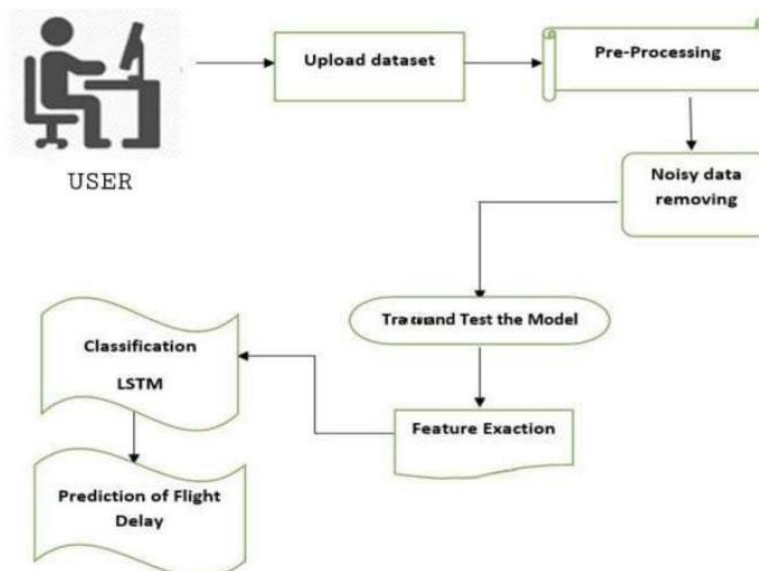 Upload dataset
Pre-Processing
USER
Noisy data
removing
and Test the Model
Classification
LSTM
Feature Exaction
Prediction of Flight
Delay